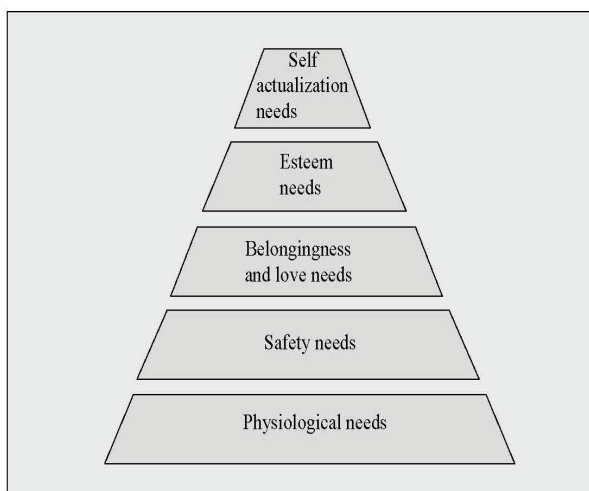 Self
actualization
needs
Esteem
needs
Belongingness
and love needs
Safety needs
Physiological needs